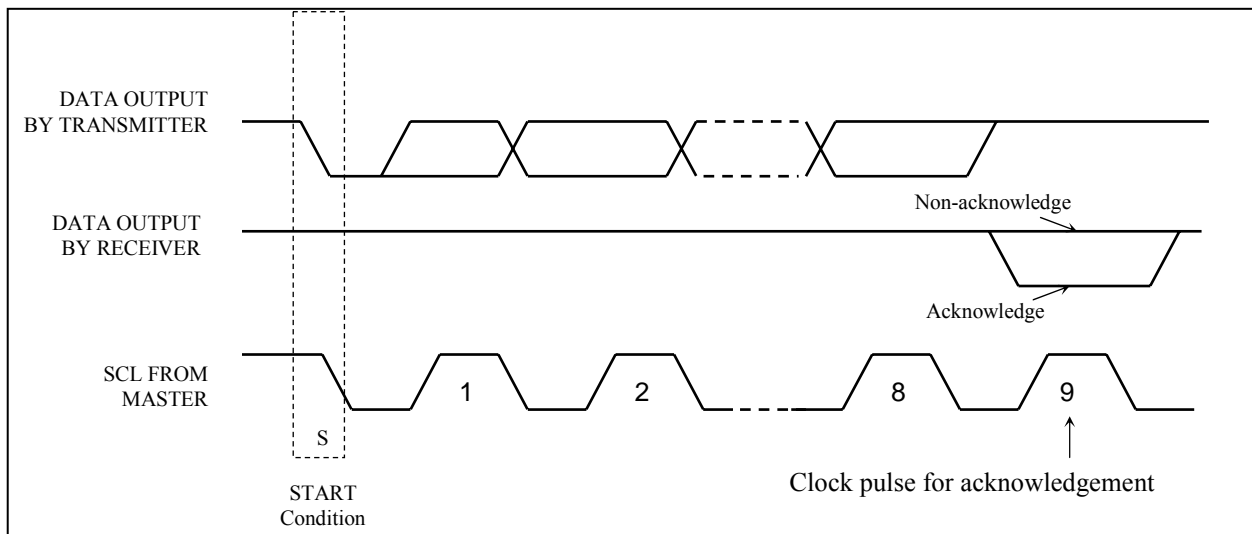 DATA OUTPUT
BY TRANSMITTER
Non-acknowledge
DATA OUTPUT
BY RECEIVER
Acknowledge
SCL FROM
MASTER
1
2
8
9
S
START
Condition
Clock pulse for acknowledgement